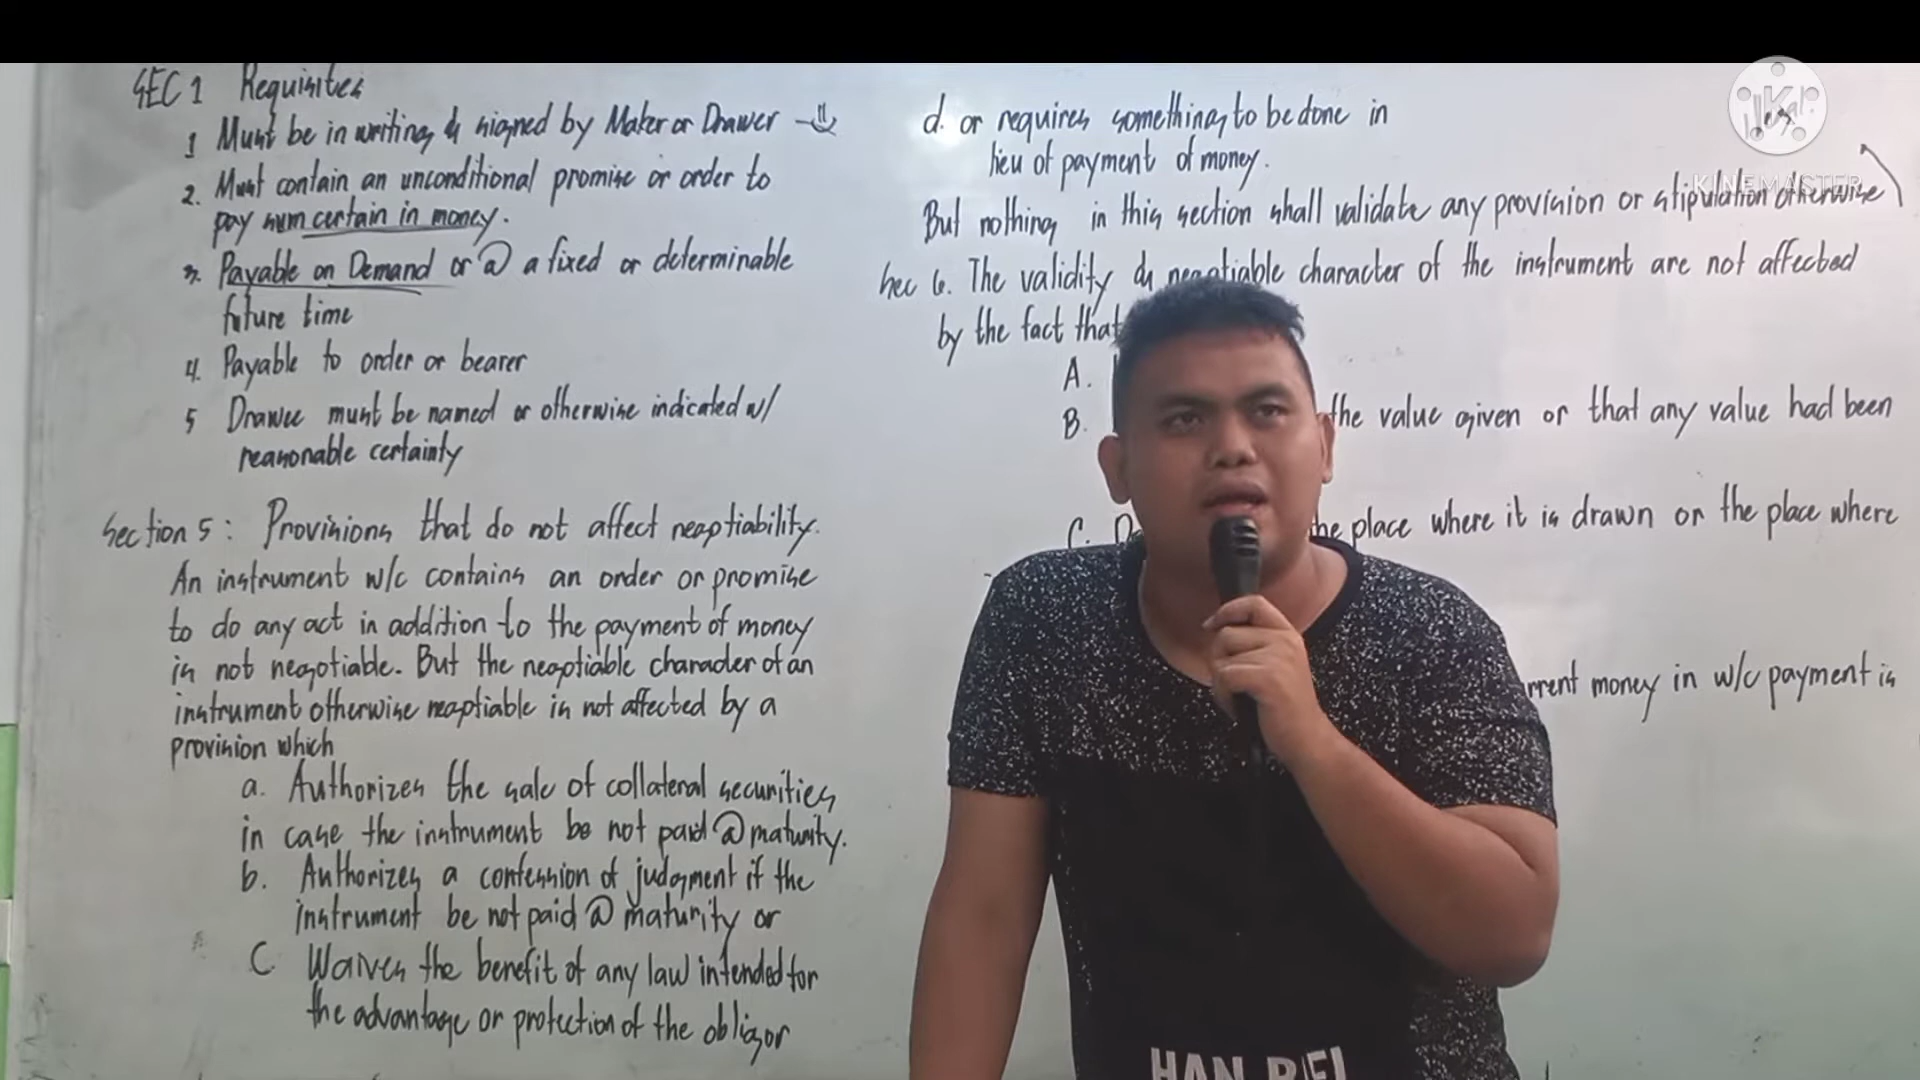 SEC 1 Requisites
1 Must be in writing & signed by Maker or Drawer
2. Must contain an unconditional promise or order to
pay sum certain in money.
3. Payable on Demand or @ a fixed or determinable
future time
4. Payable to order or bearer
5 Drawee must be named or otherwise indicated w/
reasonable certainty
Section 5: Provisions that do not affect negotiability.
An instrument w/c contains an order or promise
to do any act in addition to the payment of money
is not negotiable. But the negotiable character of an
instrument otherwise negotiable is not affected by a
provision which
a. Authorizes the sale of collateral securities
in case the instrument be not paid @ maturity.
b. Authorizes a confession of judgment if the
instrument be not paid @ maturity or
C Waives the benefit of any law intended for
the advantage or protection of the obligor
d. or requires something to be done in
lieu of payment of money.
But nothing in this section shall validate any provision or stipulation otherwise
Sec 6. The validity & negotiable character of the instrument are not affected
by the fact that
A.
B. the value given or that any value had been
C. the place where it is drawn or the place where
money in w/c payment is
KINEMASTER